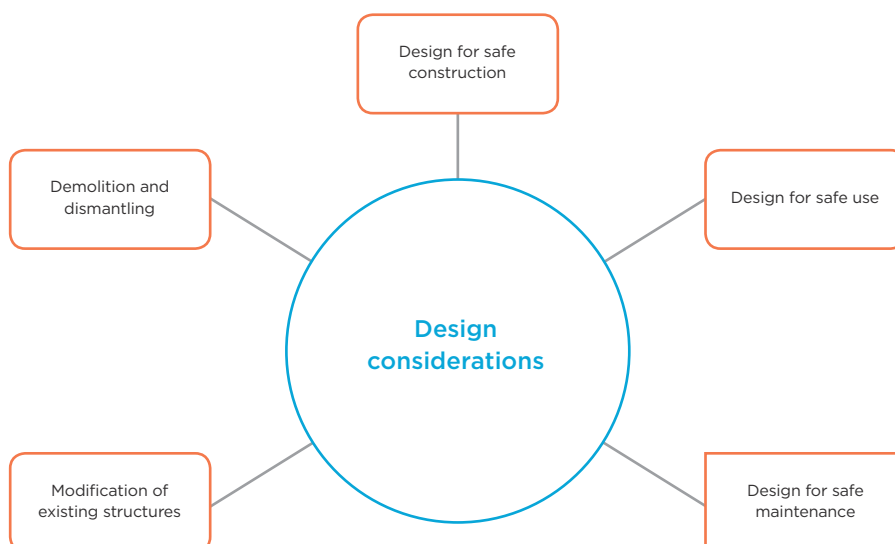 Design for safe
construction
Demolition and
dismantling
Design for safe use
Design
considerations
Modification of
existing structures
Design for safe
maintenance